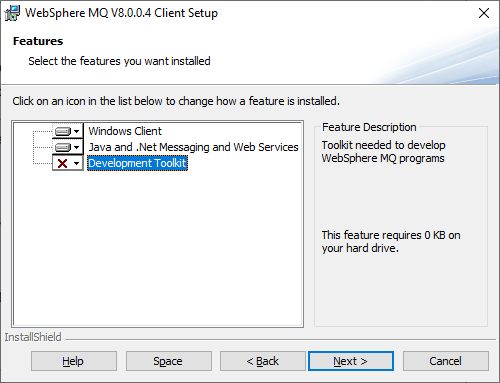 WebSphere MQ V8.0.0.4 Client Setup
Features
Select the features you want installed
Click on an icon in the list below to change how a feature is installed.
Windows Client
Java and .Net Messaging and Web Services
Development Toolkit
Feature Description
Toolkit needed to develop
WebSphere MQ programs
This feature requires 0 KB on
your hard drive.
InstallShield
Help
Space
< Back
Next >
Cancel